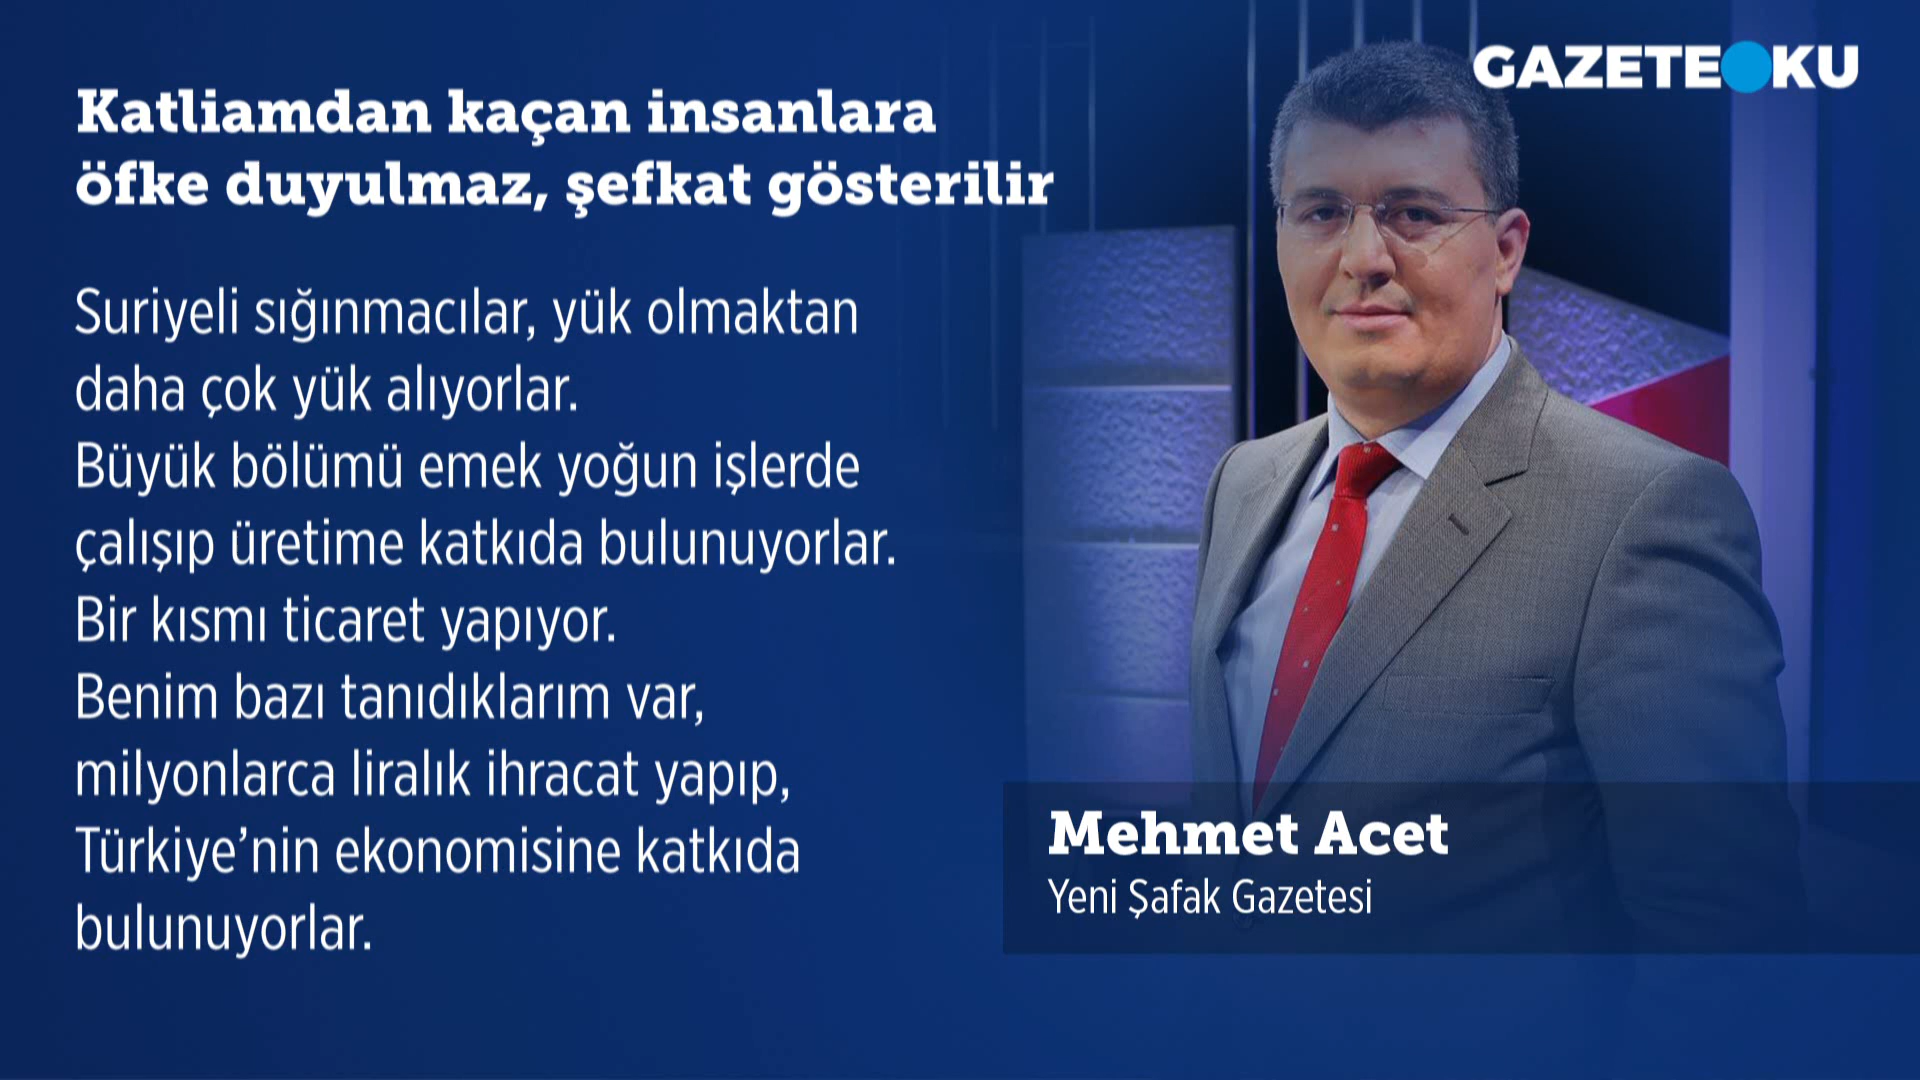 GAZETEOKU
Katliamdan kaçan insanlara
öfke duyulmaz, şefkat gösterilir
Suriyeli sığınmacılar, yük olmaktan
daha çok yük alıyorlar.
Büyük bölümü emek yoğun işlerde
çalışıp üretime katkıda bulunuyorlar.
Bir kısmı ticaret yapıyor.
Benim bazı tanıdıklarım var,
milyonlarca liralık ihracat yapıp,
Türkiye’nin ekonomisine katkıda
bulunuyorlar.
Mehmet Acet
Yeni Şafak Gazetesi